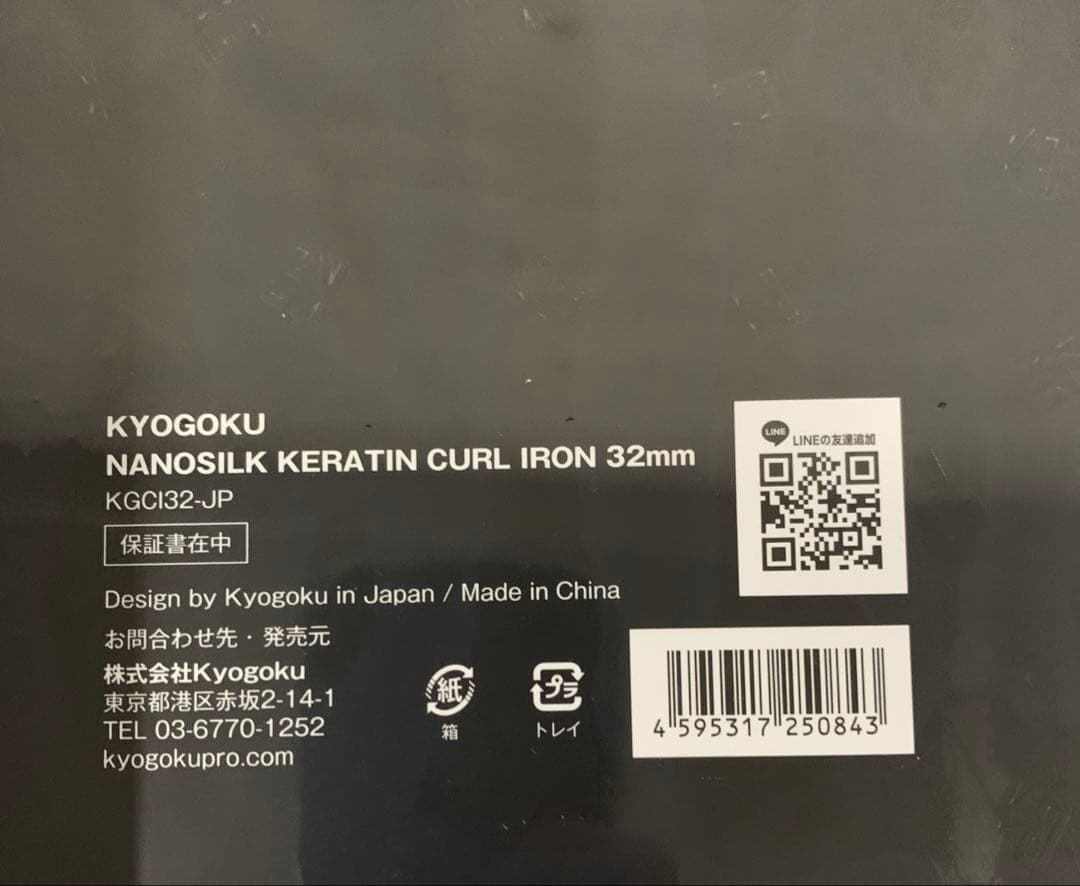 KYOGOKU
NANOSILK KERATIN CURL IRON 32mm
KGCI32-JP
保証書在中
Design by Kyogoku in Japan / Made in China
お問合わせ先・発売元
株式会社Kyogoku
東京都港区赤坂2-14-1
TEL 03-6770-1252
kyogokupro.com
紙
箱
プラ
トレイ
LINE
LINEの友達追加
4 595317 250843